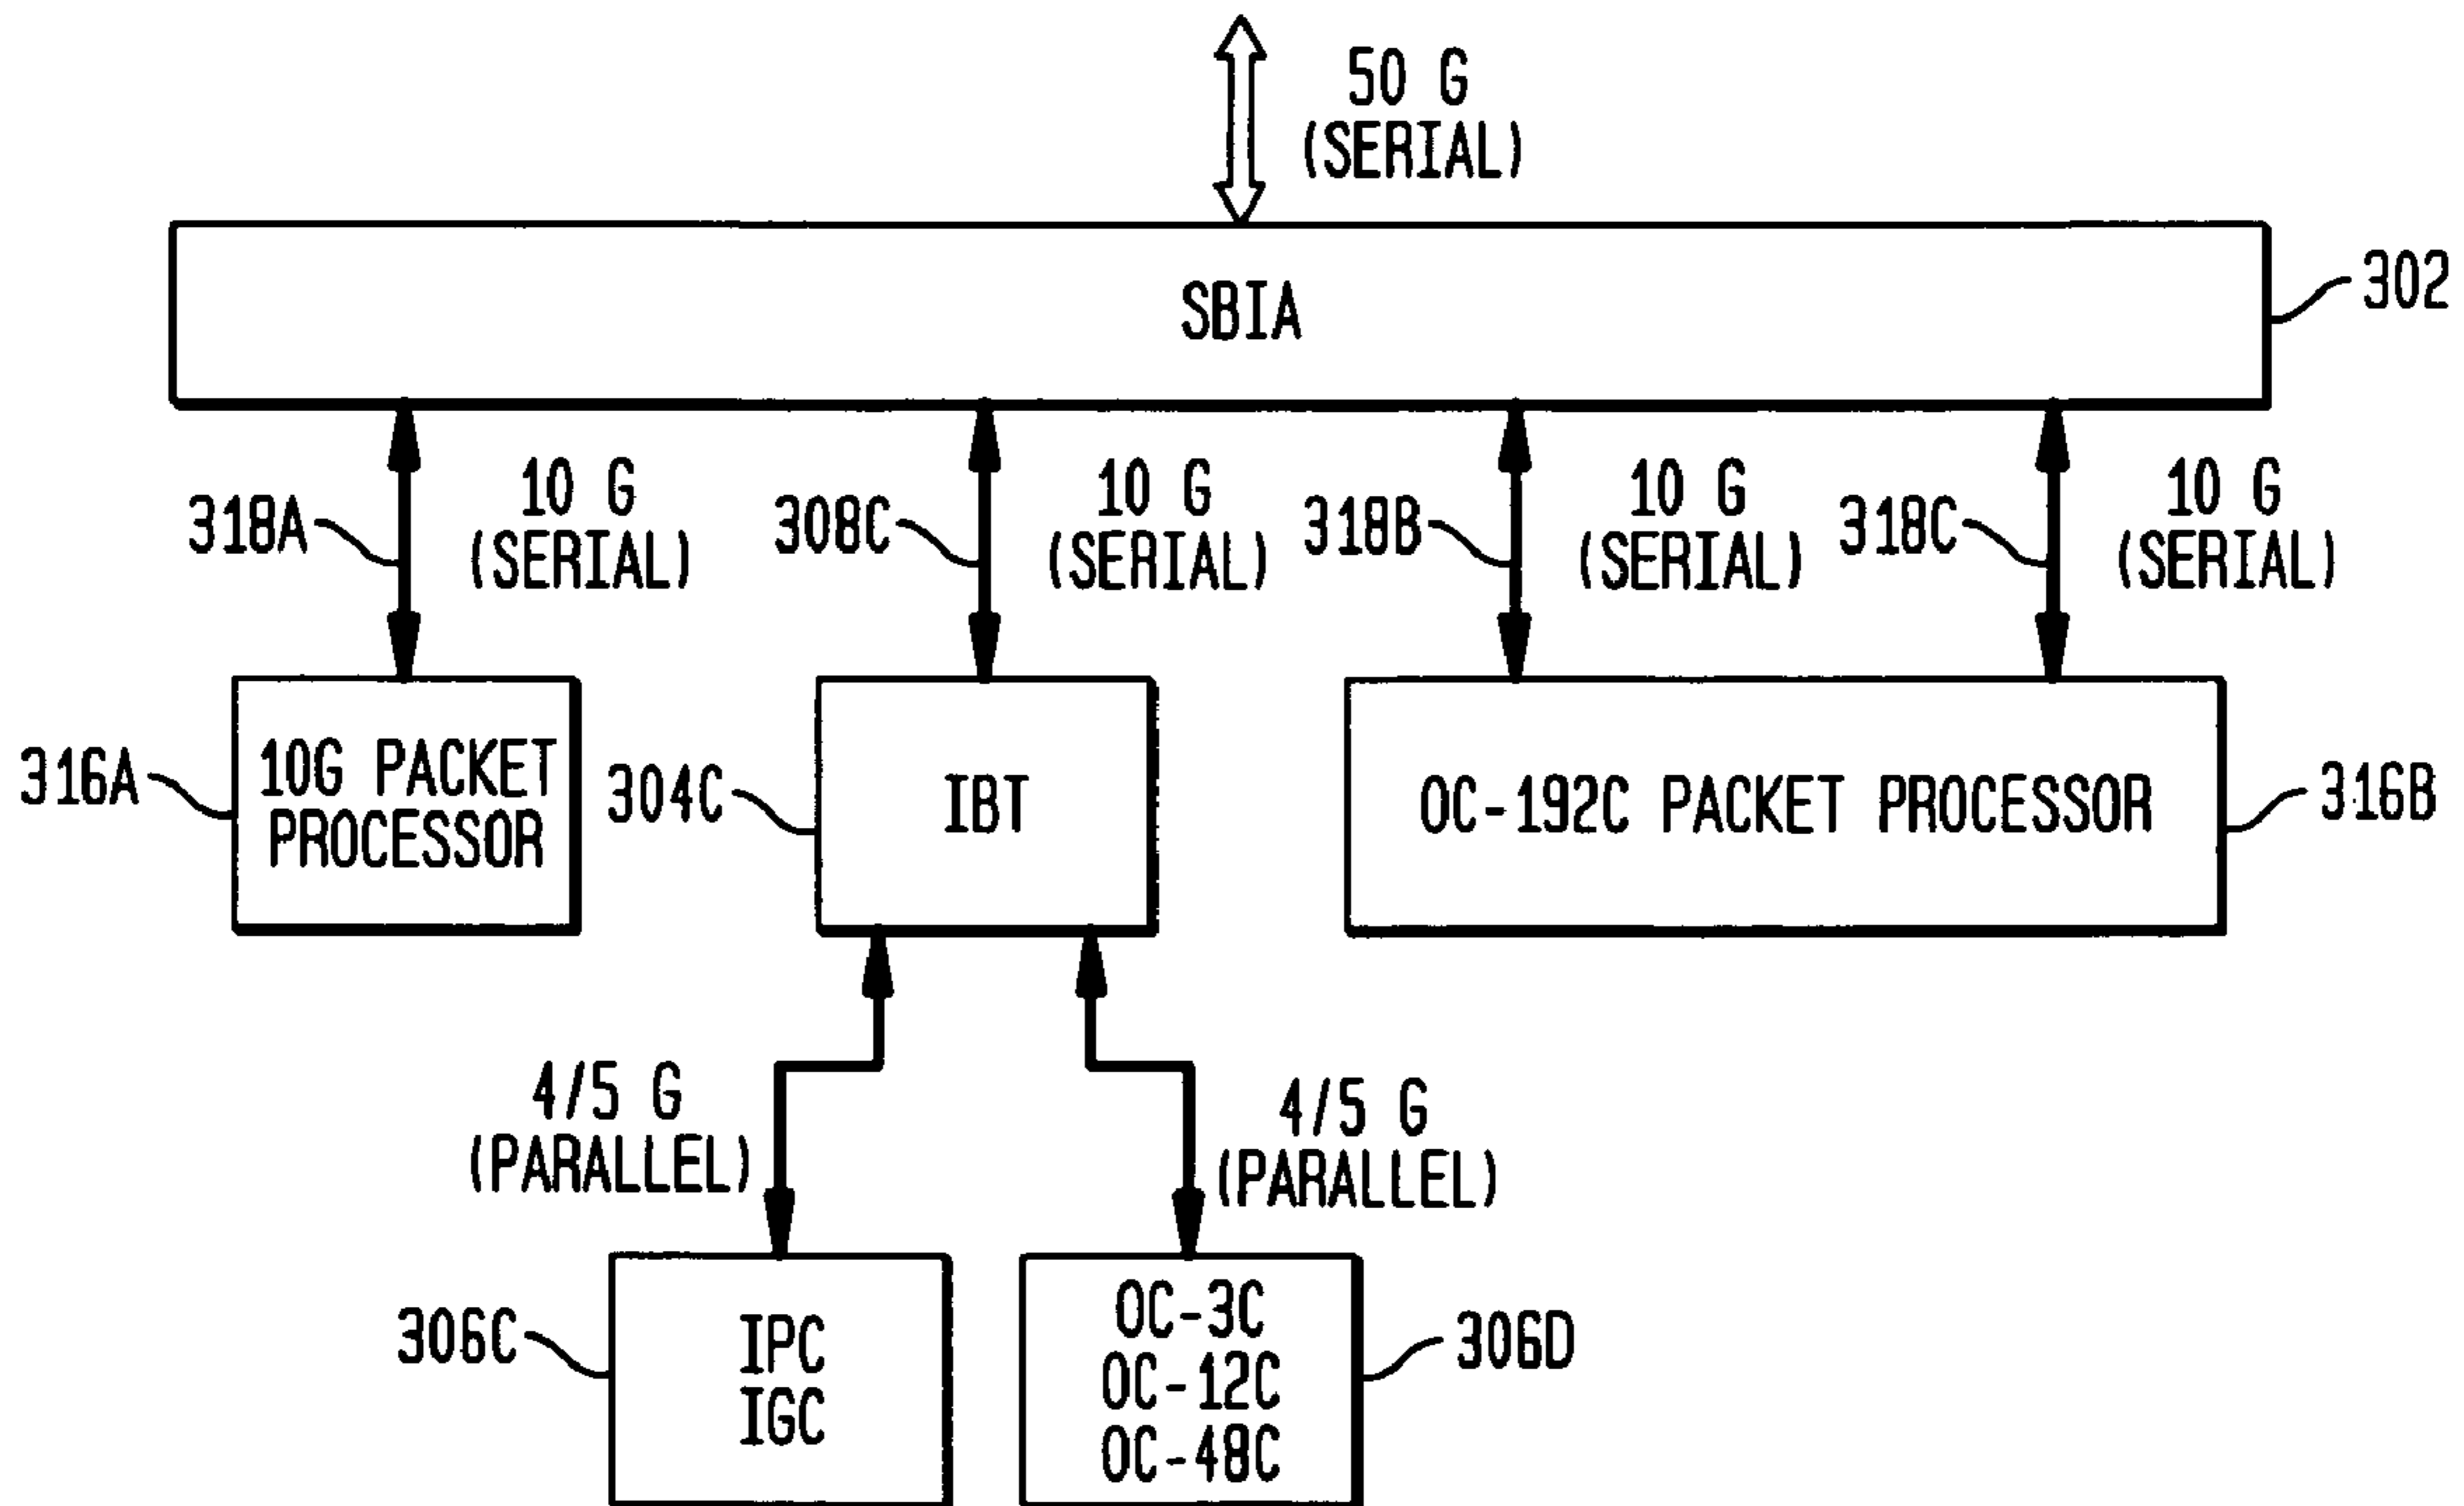 50 G
(SERIAL)
SBIA
302
318A
10 G
(SERIAL)
308C
10 G
(SERIAL)
318B
10 G
(SERIAL)
318C
10 G
(SERIAL)
316A
10G PACKET
PROCESSOR
304C
IBT
OC-192C PACKET PROCESSOR
316B
4/5 G
(PARALLEL)
4/5 G
(PARALLEL)
306C
IPC
IGC
OC-3C
OC-12C
OC-48C
306D